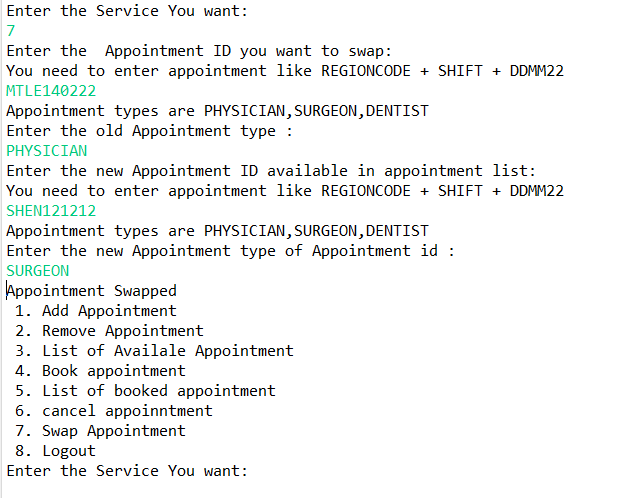 Enter the Service You want:
7
Enter the  Appointment ID you want to swap:
You need to enter appointment like REGIONCODE + SHIFT + DDMM22
MTLE140222
Appointment types are PHYSICIAN,SURGEON,DENTIST
Enter the old Appointment type :
PHYSICIAN
Enter the new Appointment ID available in appointment list:
You need to enter appointment like REGIONCODE + SHIFT + DDMM22
SHEN121212
Appointment types are PHYSICIAN,SURGEON,DENTIST
Enter the new Appointment type of Appointment id :
SURGEON
Appointment Swapped
1. Add Appointment
2. Remove Appointment
3. List of Availale Appointment
4. Book appointment
5. List of booked appointment
6. cancel appoinntment
7. Swap Appointment
8. Logout
Enter the Service You want: